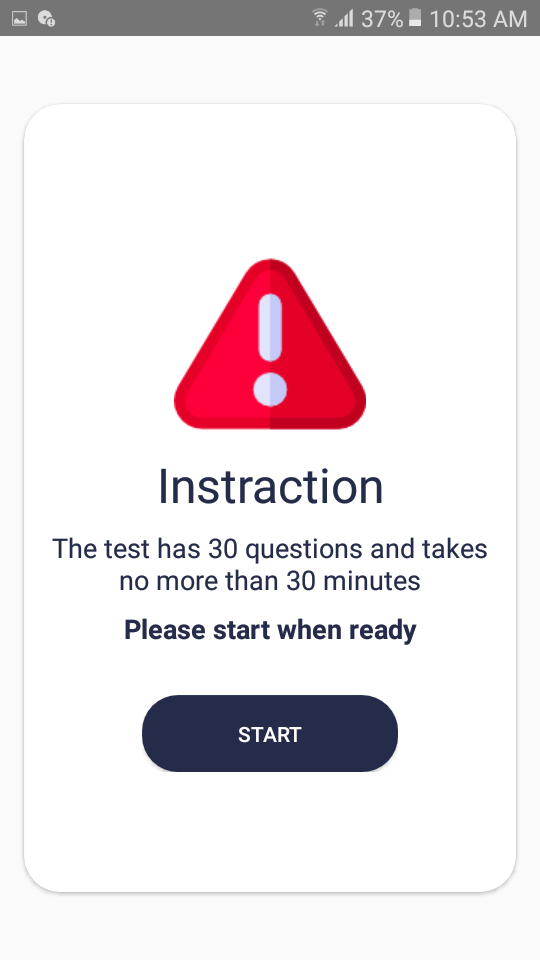 37% 10:53 AM
Instraction
The test has 30 questions and takes
no more than 30 minutes
Please start when ready
START